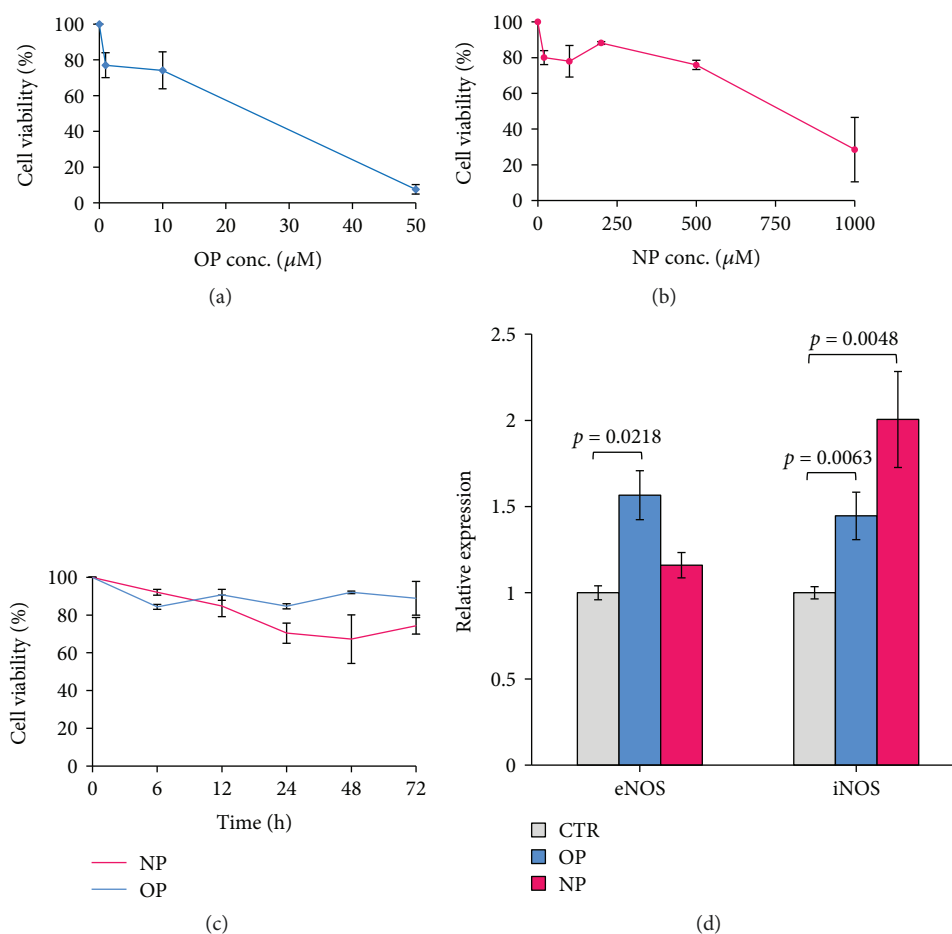 100
80
60
40
20
0
Cell viability (%)
0 10 20 30 40 50
OP conc. (μM)
(a)
100
80
60
40
20
0
Cell viability (%)
0 250 500 750 1000
NP conc. (μM)
(b)
100
80
60
40
20
0
Cell viability (%)
0 6 12 24 48 72
Time (h)
NP
OP
(c)
2.5
2
1.5
1
0.5
0
Relative expression
p = 0.0218
p = 0.0048
p = 0.0063
eNOS iNOS
CTR
OP
NP
(d)